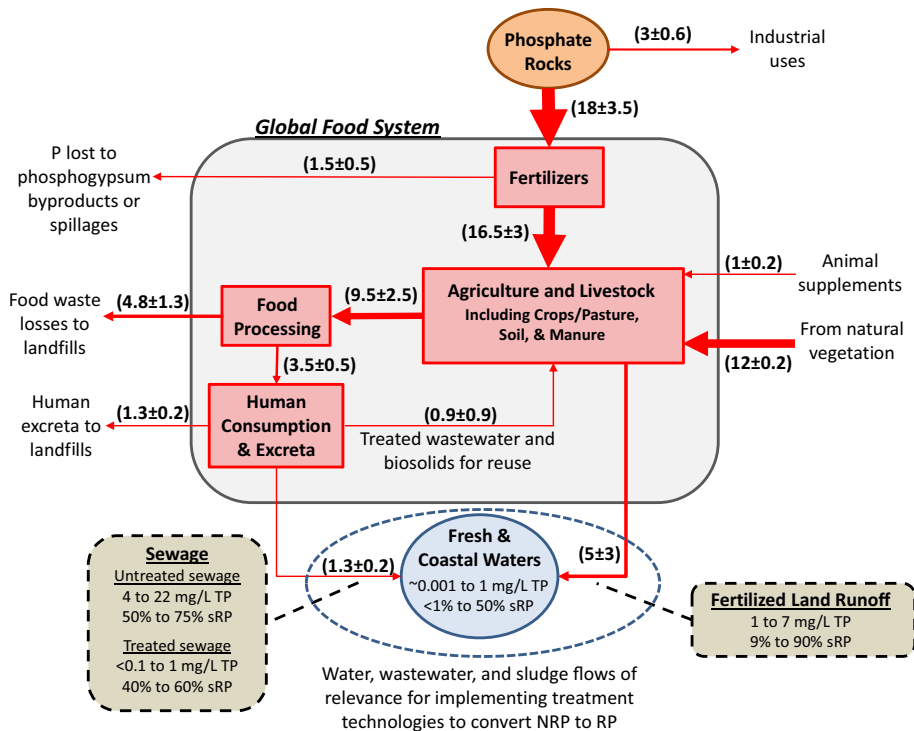 Phosphate
Rocks
(3±0.6)
Industrial
uses
(18±3.5)
Global Food System
P lost to
phosphogypsum
byproducts or
spillages
(1.5±0.5)
Fertilizers
(16.5±3)
(1±0.2)
Animal
supplements
Agriculture and Livestock
Including Crops/Pasture,
Soil, & Manure
(9.5±2.5)
Food
Processing
(4.8±1.3)
Food waste
losses to
landfills
From natural
vegetation
(12±0.2)
(3.5±0.5)
Human
Consumption
& Excreta
(1.3±0.2)
Human
excreta to
landfills
(0.9±0.9)
Treated wastewater and
biosolids for reuse
Fresh &
Coastal Waters
~0.001 to 1 mg/L TP
<1% to 50% sRP
(1.3±0.2)
(5±3)
Sewage
Untreated sewage
4 to 22 mg/L TP
50% to 75% sRP
Treated sewage
<0.1 to 1 mg/L TP
40% to 60% sRP
Fertilized Land Runoff
1 to 7 mg/L TP
9% to 90% sRP
Water, wastewater, and sludge flows of
relevance for implementing treatment
technologies to convert NRP to RP